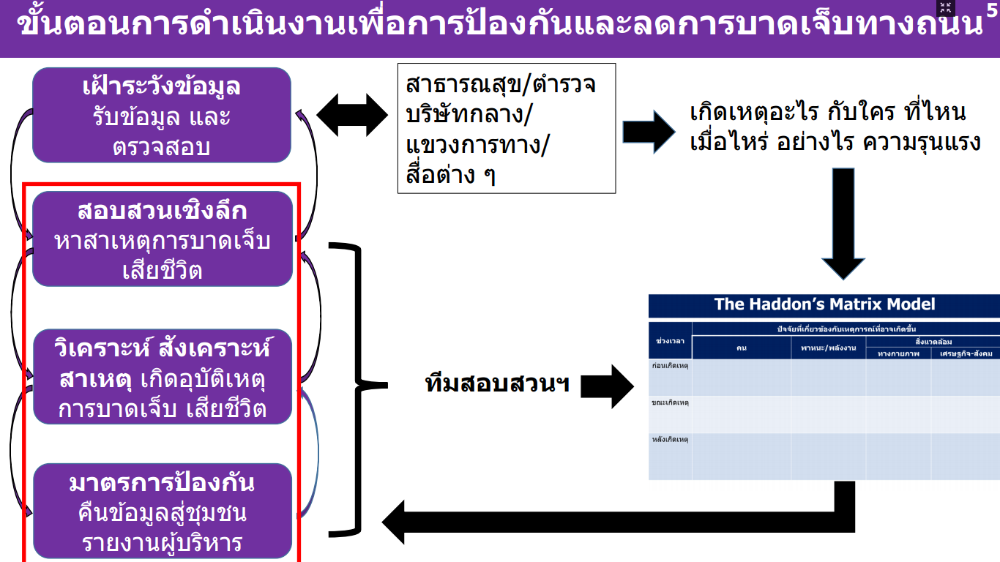 ขั้นตอนการดำเนินงานเพื่อการป้องกันและลดการบาดเจ็บทางถนน
5
เฝ้าระวังข้อมูล
รับข้อมูล และ
ตรวจสอบ
สาธารณสุข/ตำรวจ
บริษัทกลาง/
แขวงการทาง/
สื่อต่าง ๆ
เกิดเหตุอะไร กับใคร ที่ไหน
เมื่อไหร่ อย่างไร ความรุนแรง
สอบสวนเชิงลึก
หาสาเหตุการบาดเจ็บ
เสียชีวิต
วิเคราะห์ สังเคราะห์
สาเหตุ เกิดอุบัติเหตุ
การบาดเจ็บ เสียชีวิต
มาตรการป้องกัน
คืนข้อมูลสู่ชุมชน
รายงานผู้บริหาร
ทีมสอบสวนฯ
The Haddon’s Matrix Model
ช่วงเวลา
ปัจจัยที่เกี่ยวข้องกับเหตุการณ์ที่อาจเกิดขึ้น
คน
พาหนะ/พลังงาน
สิ่งแวดล้อม
ทางกายภาพ
เศรษฐกิจ-สังคม
ก่อนเกิดเหตุ
ขณะเกิดเหตุ
หลังเกิดเหตุ